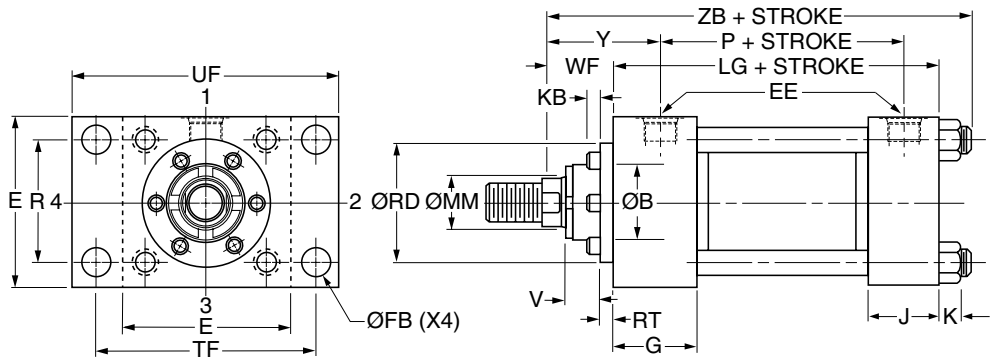 ZB + STROKE
Y P + STROKE
UF WF LG + STROKE
1 KB EE
E R 4 2 ØRD ØMM ØB
3 V ØFB (X4) J K
E RT
TF G